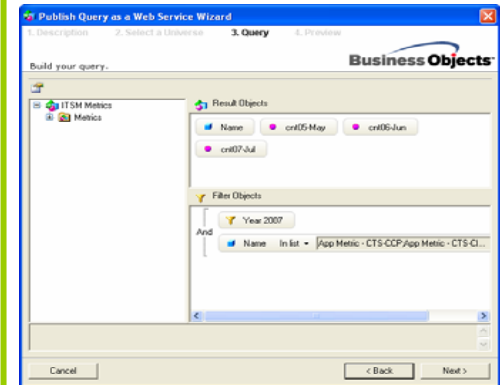 Publish Query as a Web Service Wizard
1. Description 2. Select a Universe 3. Query 4. Preview
Build your query.
Business Objects
ITSM Metrics
Metrics
Result Objects
Name cnt05-May cnt06-Jun
cnt07-Jul
Filter Objects
And
Year 2007
Name In list App Metric - CTS-CCP;App Metric - CTS-Cl...
Cancel < Back Next >